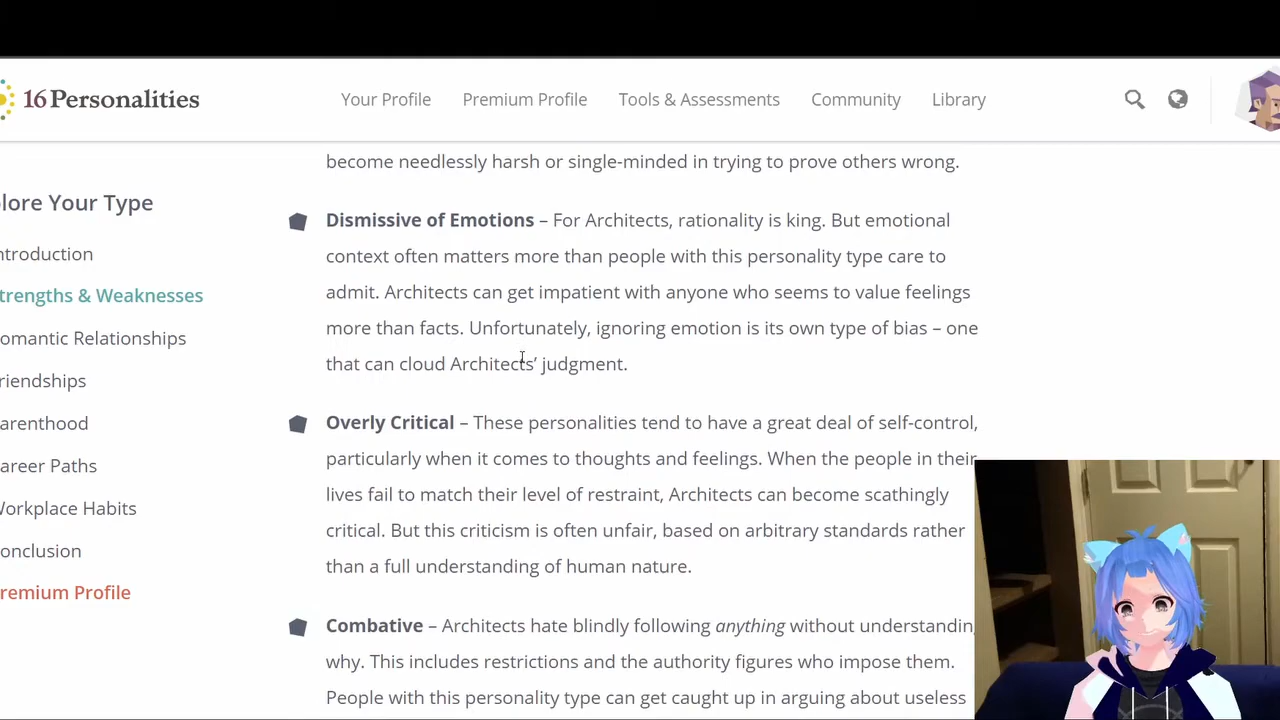 16Personalities
Your Profile Premium Profile Tools & Assessments Community Library
become needlessly harsh or single-minded in trying to prove others wrong.
plore Your Type
ntroduction
trengths & Weaknesses
omantic Relationships
riendships
arenthood
areer Paths
Workplace Habits
onclusion
remium Profile
Dismissive of Emotions – For Architects, rationality is king. But emotional
context often matters more than people with this personality type care to
admit. Architects can get impatient with anyone who seems to value feelings
more than facts. Unfortunately, ignoring emotion is its own type of bias – one
that can cloud Architects’ judgment.
Overly Critical – These personalities tend to have a great deal of self-control,
particularly when it comes to thoughts and feelings. When the people in their
lives fail to match their level of restraint, Architects can become scathingly
critical. But this criticism is often unfair, based on arbitrary standards rather
than a full understanding of human nature.
Combative – Architects hate blindly following anything without understandin
why. This includes restrictions and the authority figures who impose them.
People with this personality type can get caught up in arguing about useless